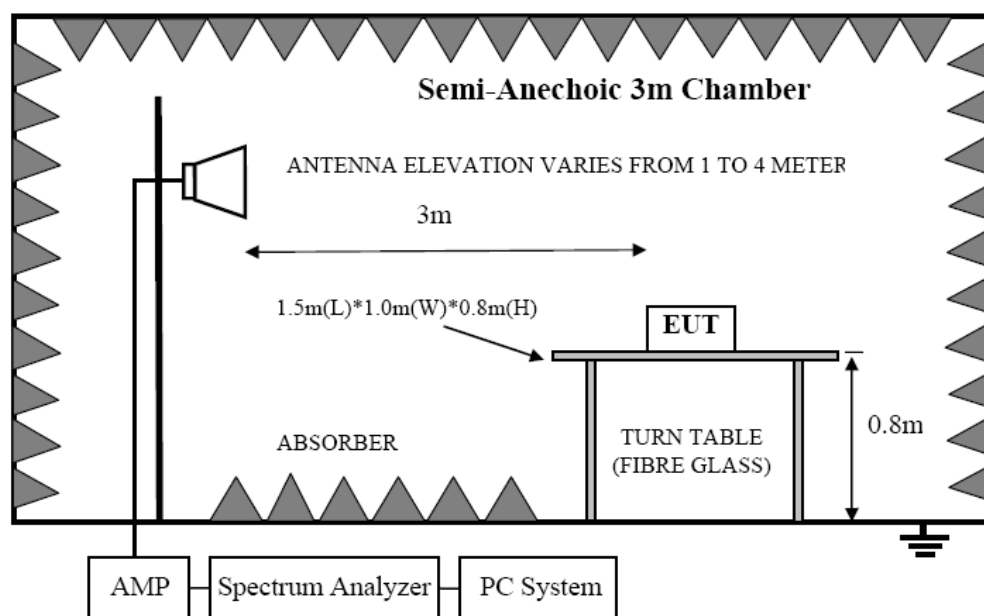 Semi-Anechoic 3m Chamber
ANTENNA ELEVATION VARIES FROM 1 TO 4 METER
3m
1.5m(L)*1.0m(W)*0.8m(H)
EUT
0.8m
ABSORBER
TURN TABLE
(FIBRE GLASS)
AMP
Spectrum Analyzer
PC System